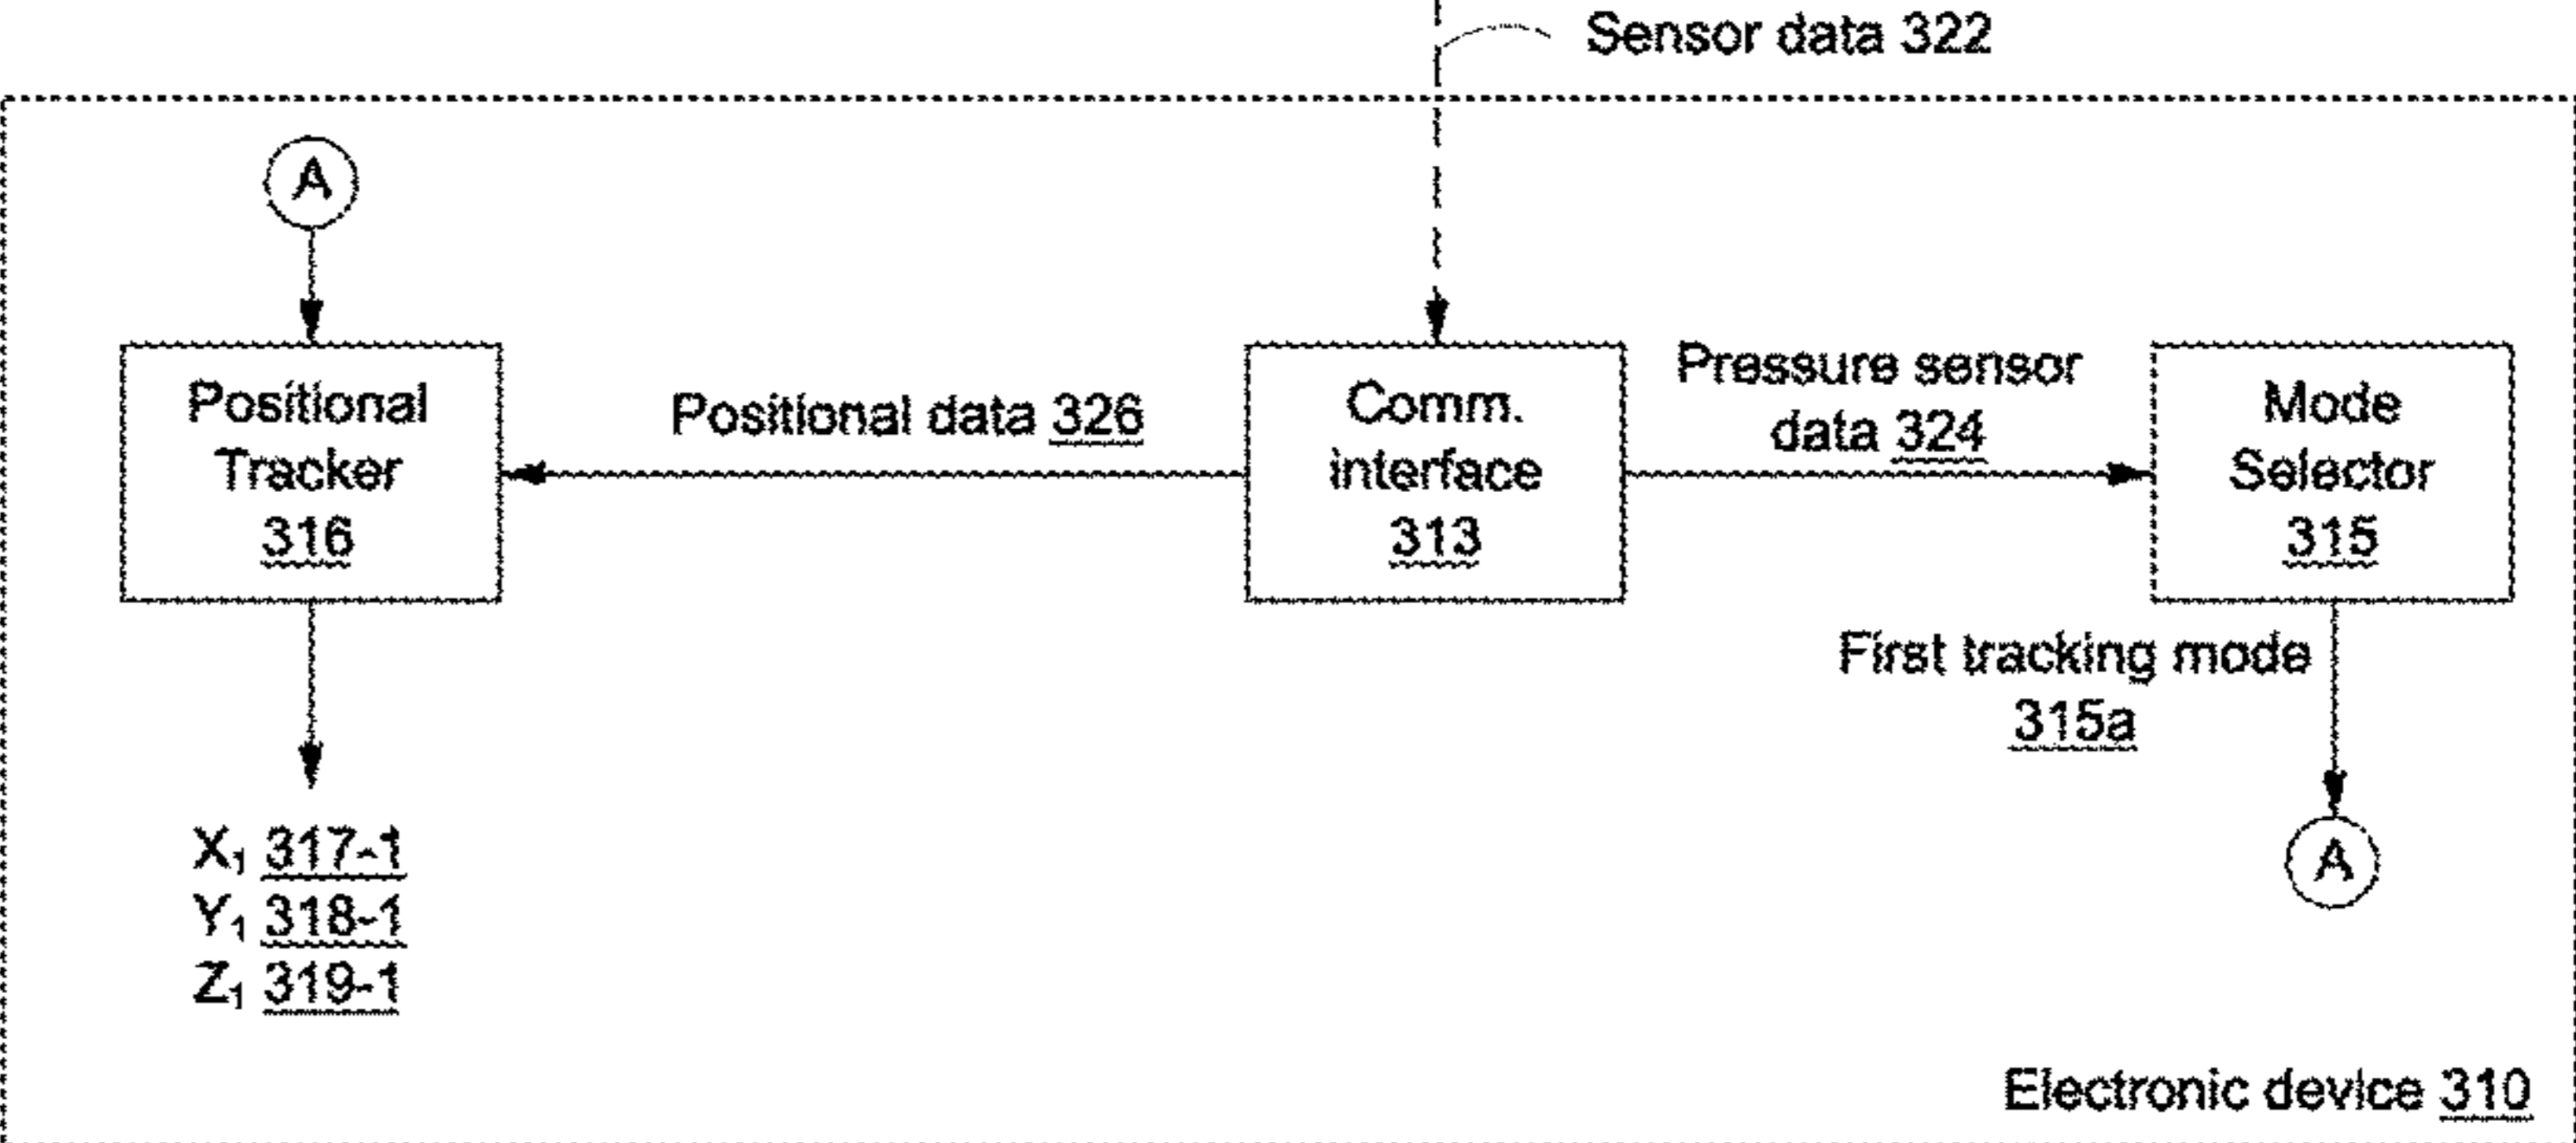 Sensor data 322
A
Positional
Tracker
316
Positional data 326
Comm.
interface
313
Pressure sensor
data 324
Mode
Selector
315
First tracking mode
315a
A
X₁ 317-1
Y₁ 318-1
Z₁ 319-1
Electronic device 310